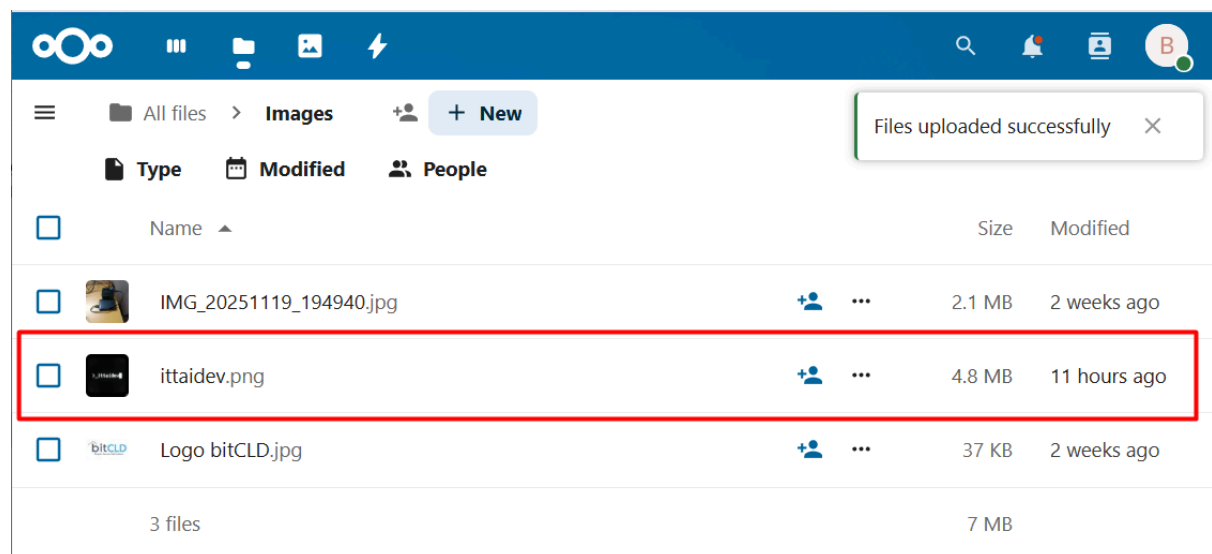 B
All files > Images + New
Files uploaded successfully
Type Modified People
Name Size Modified
IMG_20251119_194940.jpg 2.1 MB 2 weeks ago
ittaidev.png 4.8 MB 11 hours ago
bitCLD Logo bitCLD.jpg 37 KB 2 weeks ago
3 files 7 MB